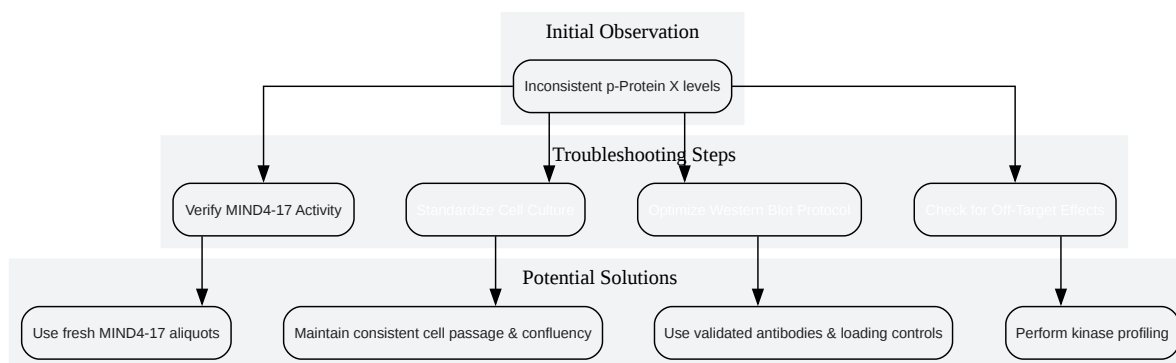 Initial Observation
Inconsistent p-Protein X levels
Troubleshooting Steps
Verify MIND4-17 Activity
Standardize Cell Culture
Optimize Western Blot Protocol
Check for Off-Target Effects
Potential Solutions
Use fresh MIND4-17 aliquots
Maintain consistent cell passage & confluency
Use validated antibodies & loading controls
Perform kinase profiling